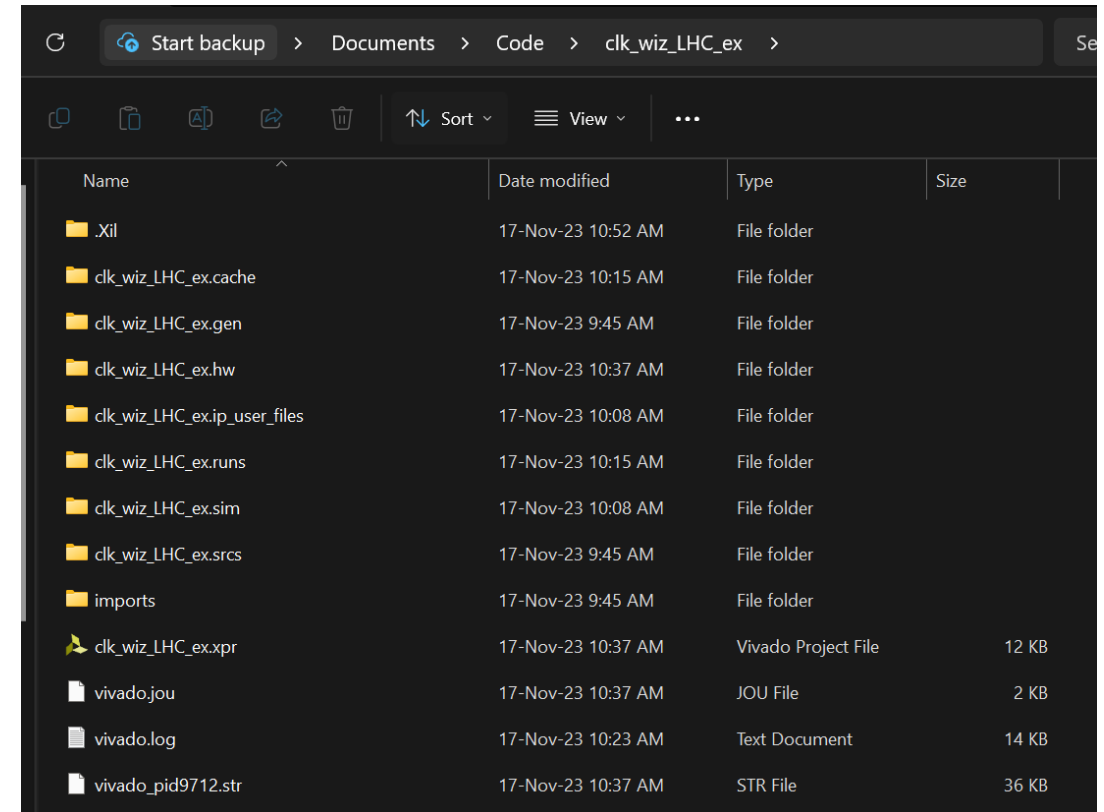 Start backup > Documents > Code > clk_wiz_LHC_ex > Se
Sort View
Name Date modified Type Size
.Xil 17-Nov-23 10:52 AM File folder
clk_wiz_LHC_ex.cache 17-Nov-23 10:15 AM File folder
clk_wiz_LHC_ex.gen 17-Nov-23 9:45 AM File folder
clk_wiz_LHC_ex.hw 17-Nov-23 10:37 AM File folder
clk_wiz_LHC_ex.ip_user_files 17-Nov-23 10:08 AM File folder
clk_wiz_LHC_ex.runs 17-Nov-23 10:15 AM File folder
clk_wiz_LHC_ex.sim 17-Nov-23 10:08 AM File folder
clk_wiz_LHC_ex.srcs 17-Nov-23 9:45 AM File folder
imports 17-Nov-23 9:45 AM File folder
clk_wiz_LHC_ex.xpr 17-Nov-23 10:37 AM Vivado Project File 12 KB
vivado.jou 17-Nov-23 10:37 AM JOU File 2 KB
vivado.log 17-Nov-23 10:23 AM Text Document 14 KB
vivado_pid9712.str 17-Nov-23 10:37 AM STR File 36 KB